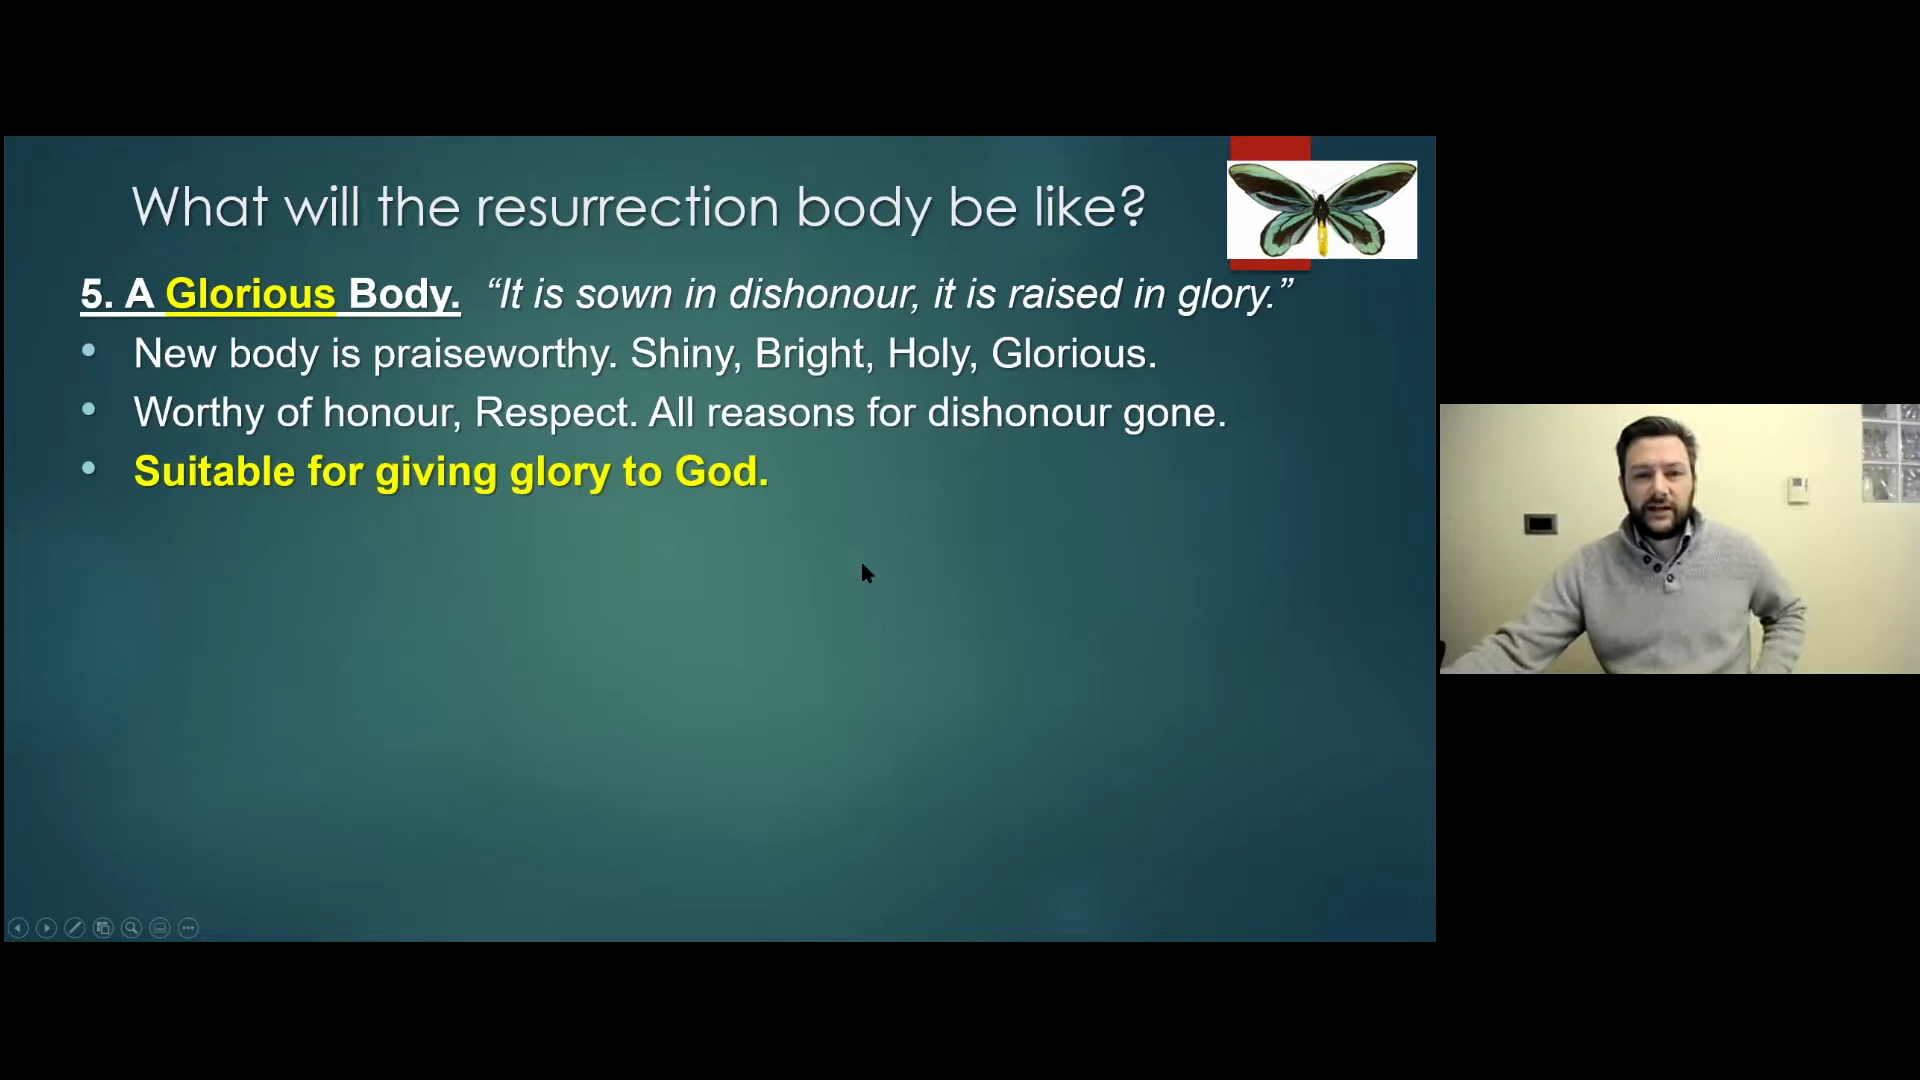 What will the resurrection body be like?
5. A Glorious Body. “It is sown in dishonour, it is raised in glory.”
• New body is praiseworthy. Shiny, Bright, Holy, Glorious.
• Worthy of honour, Respect. All reasons for dishonour gone.
• Suitable for giving glory to God.